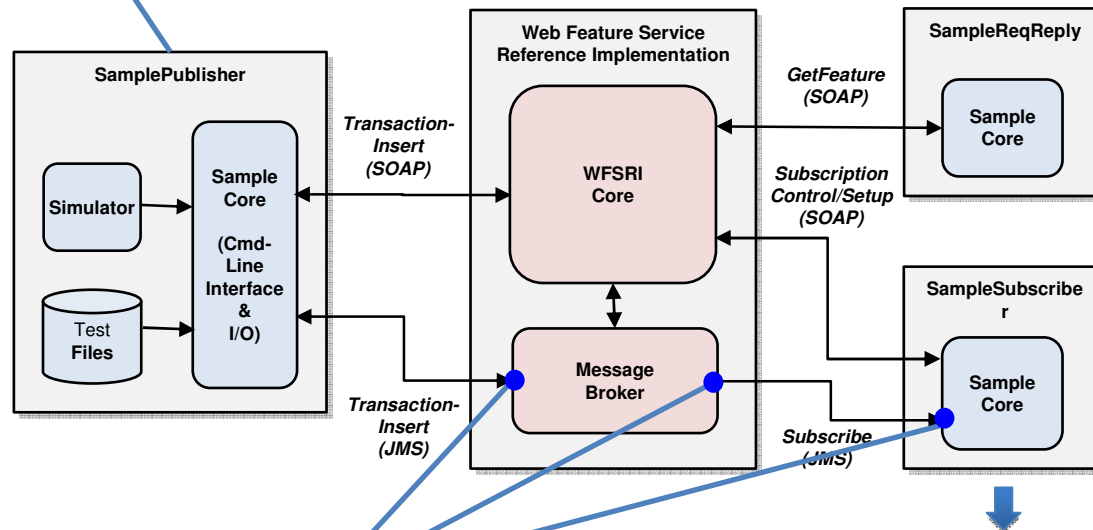 SamplePublisher
Simulator
Test
Files
Sample
Core
(Cmd-
Line
Interface
&
I/O)
Transaction-
Insert
(SOAP)
Transaction-
Insert
(JMS)
Web Feature Service
Reference Implementation
WFSRI
Core
Message
Broker
GetFeature
(SOAP)
Subscription
Control/Setup
(SOAP)
Subscribe
(JMS)
SampleReqReply
Sample
Core
SampleSubscribe
r
Sample
Core